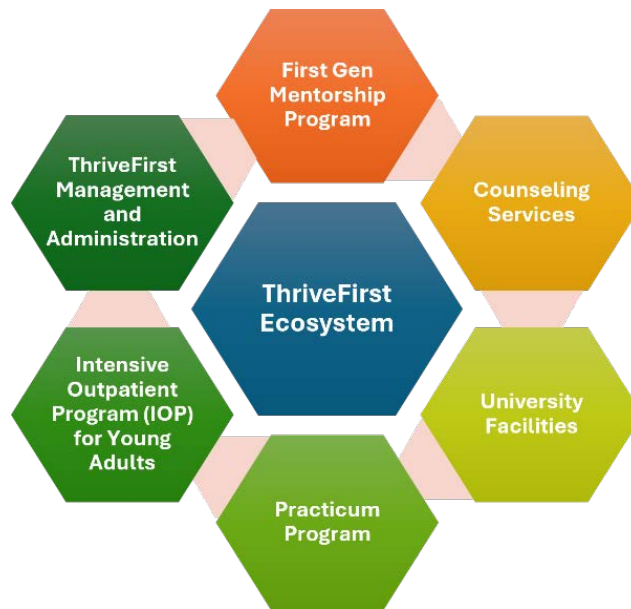 First Gen
Mentorship
Program
ThriveFirst
Management
and
Administration
Counseling
Services
ThriveFirst
Ecosystem
Intensive
Outpatient
Program (IOP)
for Young
Adults
University
Facilities
Practicum
Program